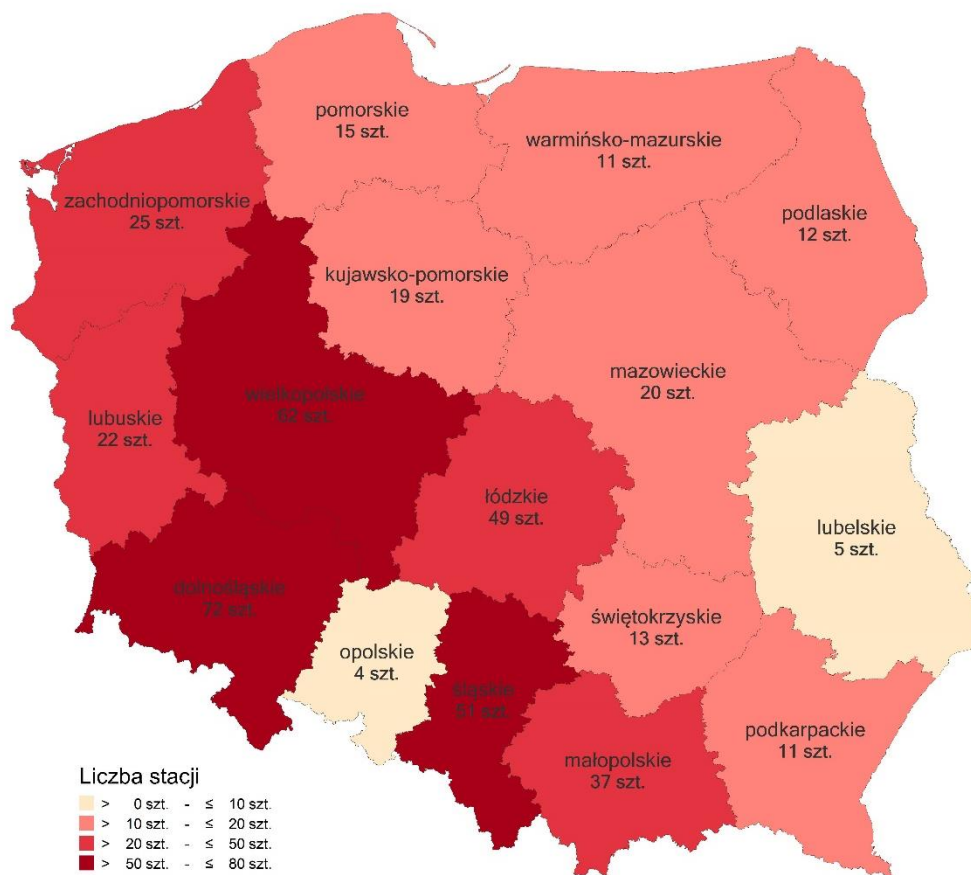 pomorskie
15 szt.
warmińsko-mazurskie
11 szt.
zachodniopomorskie
25 szt.
podlaskie
12 szt.
kujawsko-pomorskie
19 szt.
mazowieckie
20 szt.
wielkopolskie
62 szt.
lubuskie
22 szt.
łódzkie
49 szt.
lubelskie
5 szt.
dolnośląskie
72 szt.
świętokrzyskie
13 szt.
opolskie
4 szt.
śląskie
51 szt.
podkarpackie
11 szt.
małopolskie
37 szt.
Liczba stacji
> 0 szt. - ≤ 10 szt.
> 10 szt. - ≤ 20 szt.
> 20 szt. - ≤ 50 szt.
> 50 szt. - ≤ 80 szt.